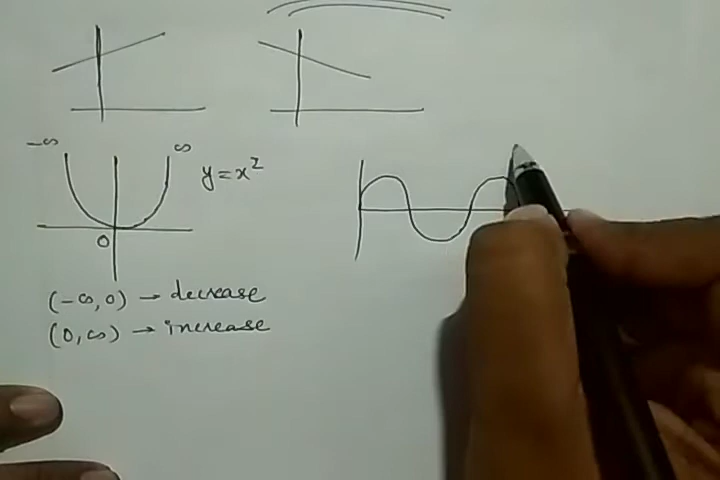 -∞ ∞
y=x²
0
(-∞,0) → decrease
(0,∞) → increase